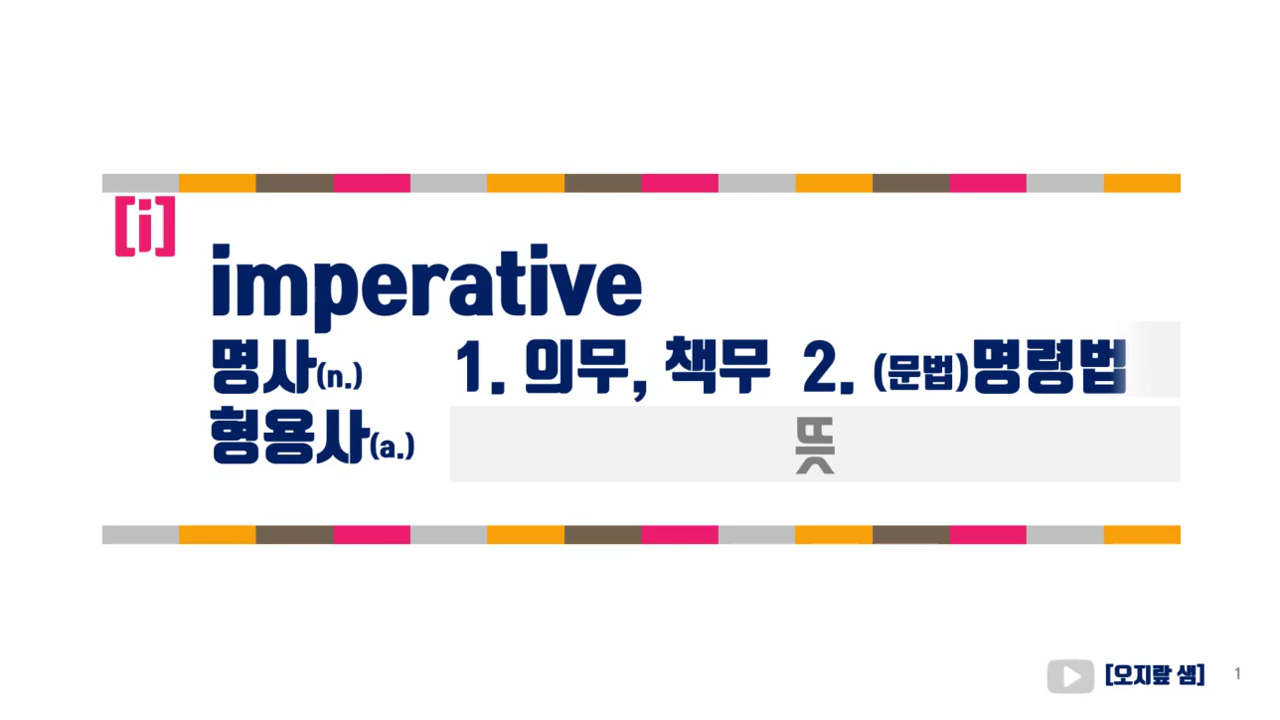 [i]
imperative
명사(n.) 1. 의무, 책무 2. (문법)명령법
형용사(a.) 뜻
[오지랖 샘] 1